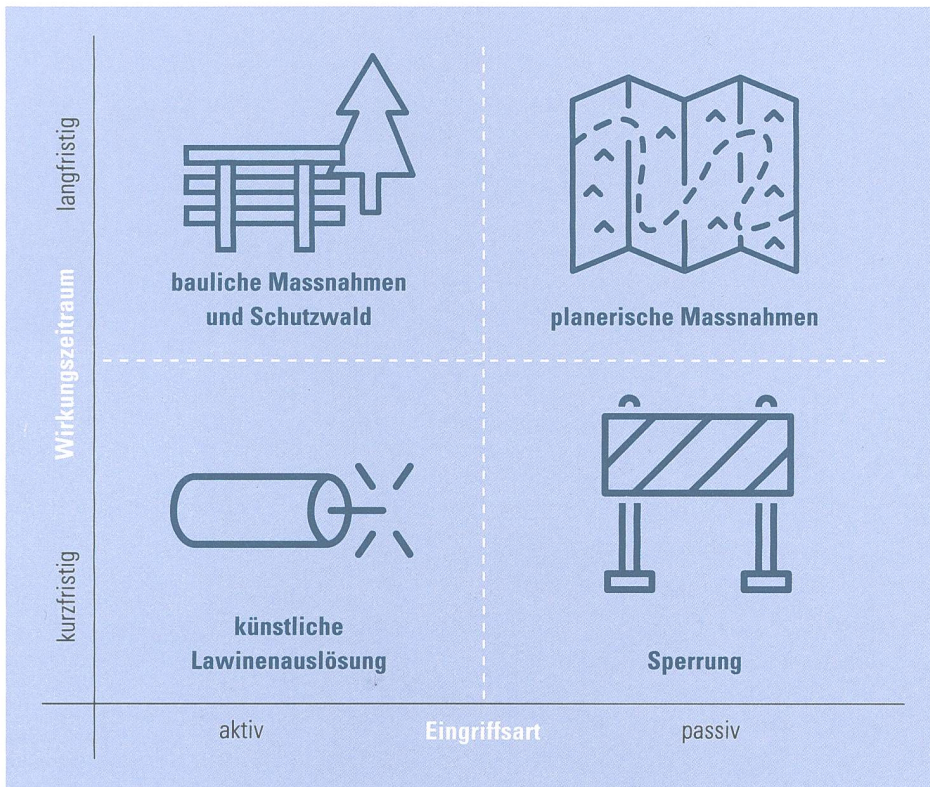 langfristig
bauliche Massnahmen
und Schutzwald
planerische Massnahmen
Wirkungszeitraum
kurzfristig
künstliche
Lawinenauslösung
Sperrung
aktiv
Eingriffsart
passiv